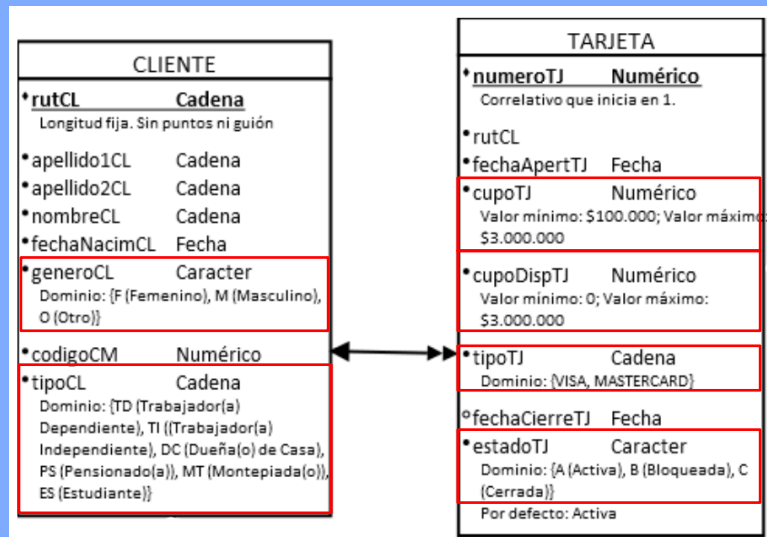 CLIENTE
rutCL Cadena
Longitud fija. Sin puntos ni guión
apellido1CL Cadena
apellido2CL Cadena
nombreCL Cadena
fechaNacimCL Fecha
generoCL Caracter
Dominio: {F (Femenino), M (Masculino),
O (Otro)}
codigoCM Numérico
tipoCL Cadena
Dominio: {TD (Trabajador(a)
Dependiente), TI ((Trabajador(a)
Independiente), DC (Dueña(o) de Casa),
PS (Pensionado(a)), MT (Montepiada(o)),
ES (Estudiante)}
TARJETA
numeroTJ Numérico
Correlativo que inicia en 1.
rutCL
fechaApertTJ Fecha
cupoTJ Numérico
Valor mínimo: $100.000; Valor máximo:
$3.000.000
cupoDispTJ Numérico
Valor mínimo: 0; Valor máximo:
$3.000.000
tipoTJ Cadena
Dominio: {VISA, MASTERCARD}
fechaCierreTJ Fecha
estadoTJ Caracter
Dominio: {A (Activa), B (Bloqueada), C
(Cerrada)}
Por defecto: Activa